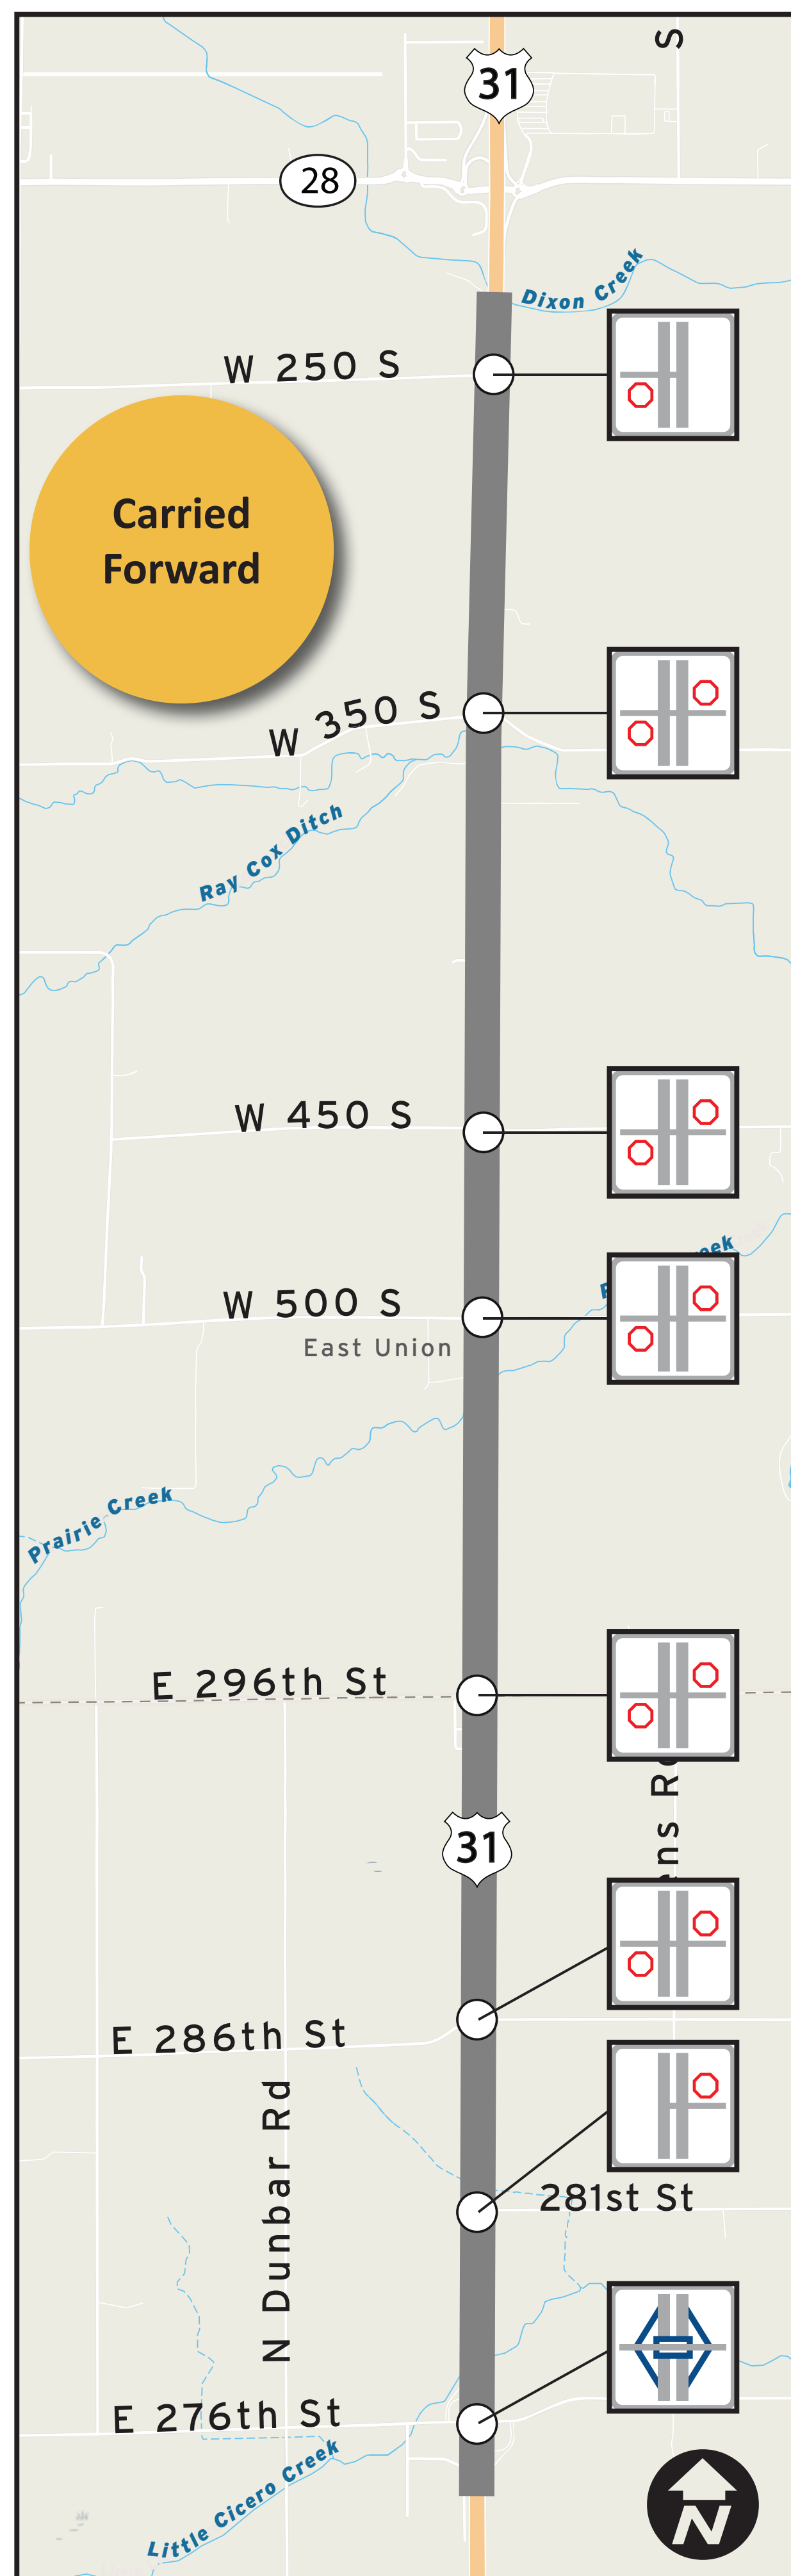 S
31
28
Dixon Creek
W 250 S
Carried
Forward
W 350 S
Ray Cox Ditch
W 450 S
W 500 S
East Union
Prairie Creek
E 296th St
31
E 286th St
N Dunbar Rd
281st St
E 276th St
Little Cicero Creek
N